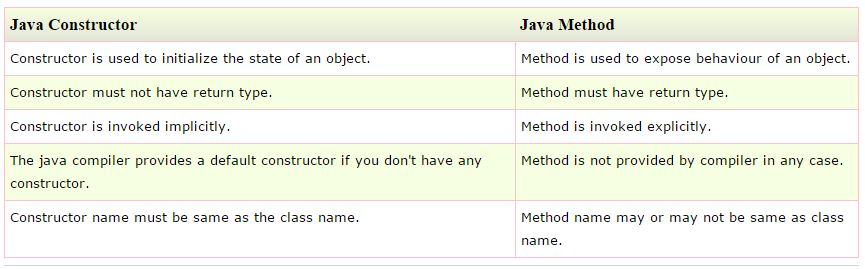 Java Constructor Java Method
Constructor is used to initialize the state of an object. Method is used to expose behaviour of an object.
Constructor must not have return type. Method must have return type.
Constructor is invoked implicitly. Method is invoked explicitly.
The java compiler provides a default constructor if you don't have any
constructor.
Method is not provided by compiler in any case.
Constructor name must be same as the class name.
Method name may or may not be same as class
name.